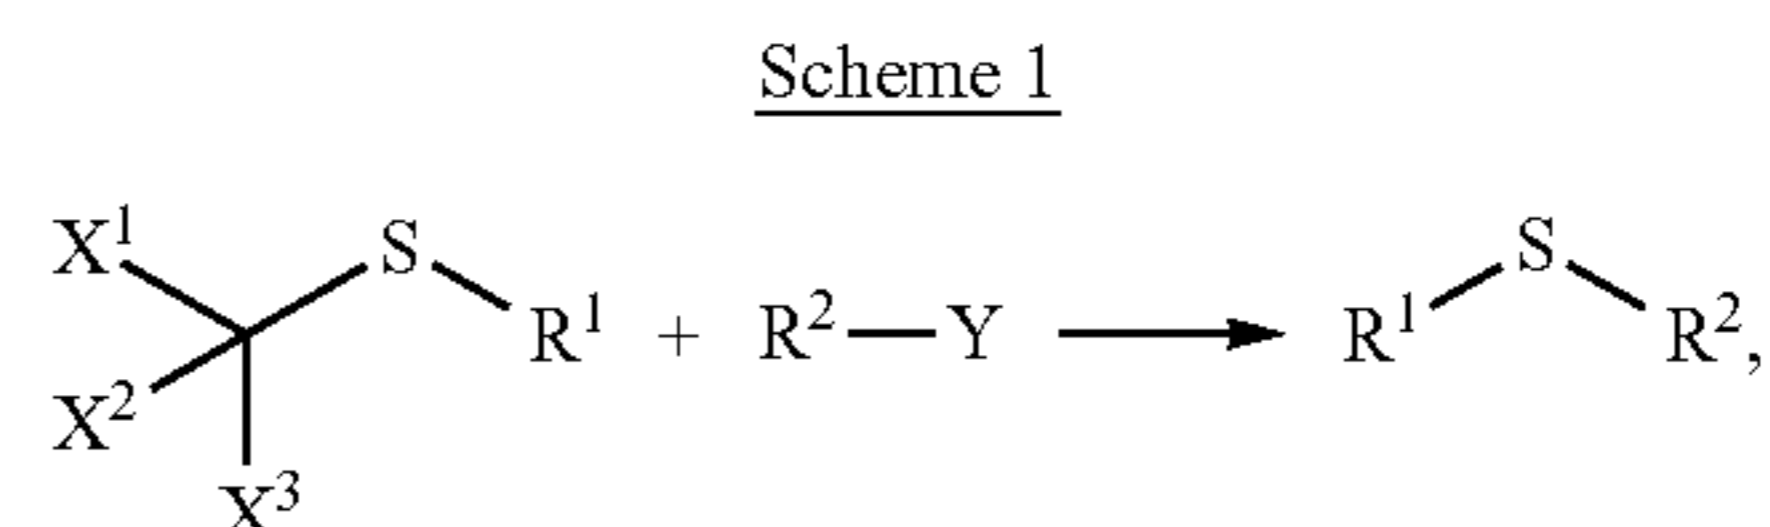 Scheme 1
X¹ S S
R¹ + R² — Y R¹ R²,
X²
X³